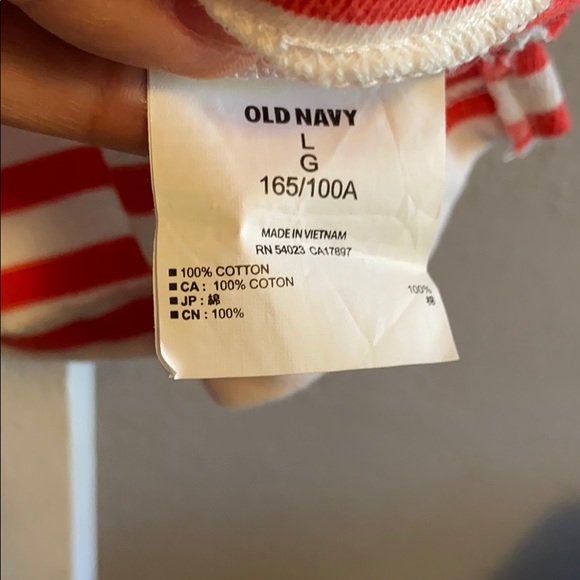 OLD NAVY
L
G
165/100A
MADE IN VIETNAM
RN 54023 CA17897
■ 100% COTTON
■ CA : 100% COTON
■ JP : 綿 100%
■ CN : 100% 棉